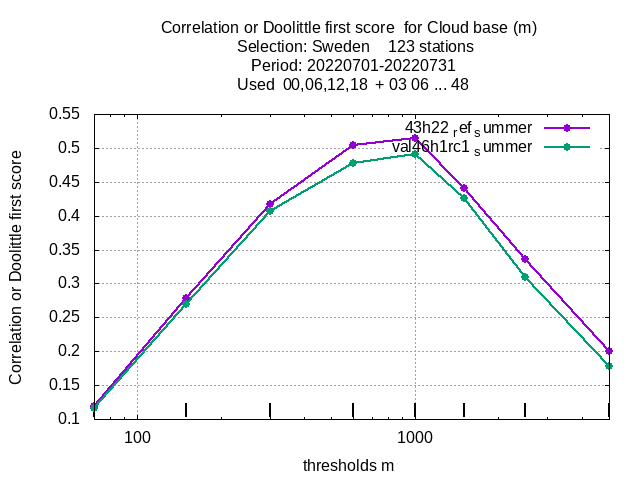 Correlation or Doolittle first score  for Cloud base (m)
Selection: Sweden    123 stations
Period: 20220701-20220731
Used  00,06,12,18  + 03 06 ... 48
43h22 ref summer
val46h1rc1 summer
Correlation or Doolittle first score
0.55
0.5
0.45
0.4
0.35
0.3
0.25
0.2
0.15
0.1
100 1000
thresholds m